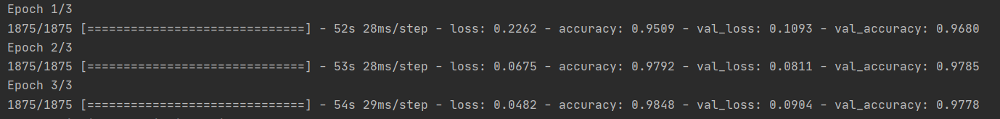 Epoch 1/3
1875/1875 [==============================] - 52s 28ms/step - loss: 0.2262 - accuracy: 0.9509 - val_loss: 0.1093 - val_accuracy: 0.9680
Epoch 2/3
1875/1875 [==============================] - 53s 28ms/step - loss: 0.0675 - accuracy: 0.9792 - val_loss: 0.0811 - val_accuracy: 0.9785
Epoch 3/3
1875/1875 [==============================] - 54s 29ms/step - loss: 0.0482 - accuracy: 0.9848 - val_loss: 0.0904 - val_accuracy: 0.9778